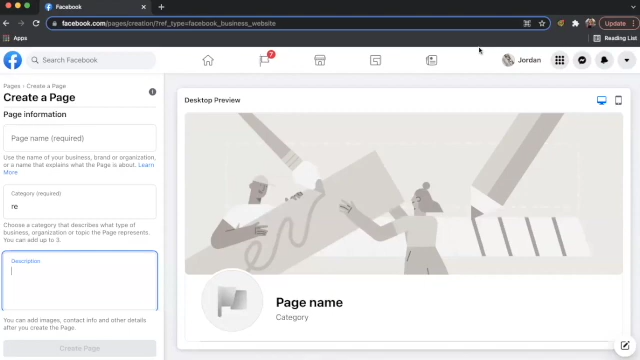 Facebook
facebook.com/pages/creation/?ref_type=facebook_business_website
Update
Apps
Reading List
Search Facebook
7
Jordan
Pages › Create a Page
Create a Page
Page information
Page name (required)
Use the name of your business, brand or organization,
or a name that explains what the Page is about. Learn
More
Category (required)
re
Choose a category that describes what type of
business, organization or topic the Page represents.
You can add up to 3.
Description
You can add images, contact info and other details
after you create the Page.
Create Page
Desktop Preview
Page name
Category